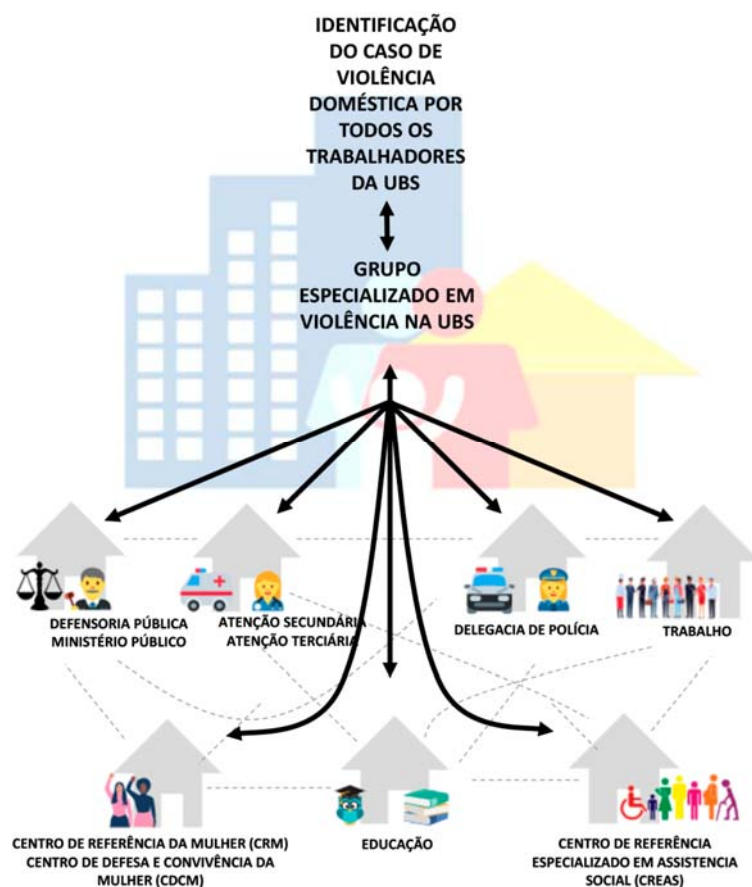 IDENTIFICAÇÃO
DO CASO DE
VIOLÊNCIA
DOMÉSTICA POR
TODOS OS
TRABALHADORES
DA UBS
GRUPO
ESPECIALIZADO EM
VIOLÊNCIA NA UBS
DEFENSORIA PÚBLICA
MINISTÉRIO PÚBLICO
ATENÇÃO SECUNDÁRIA
ATENÇÃO TERCIÁRIA
DELEGACIA DE POLÍCIA
TRABALHO
CENTRO DE REFERÊNCIA DA MULHER (CRM)
CENTRO DE DEFESA E CONVIVÊNCIA DA
MULHER (CDCM)
EDUCAÇÃO
CENTRO DE REFERÊNCIA
ESPECIALIZADO EM ASSISTENCIA
SOCIAL (CREAS)